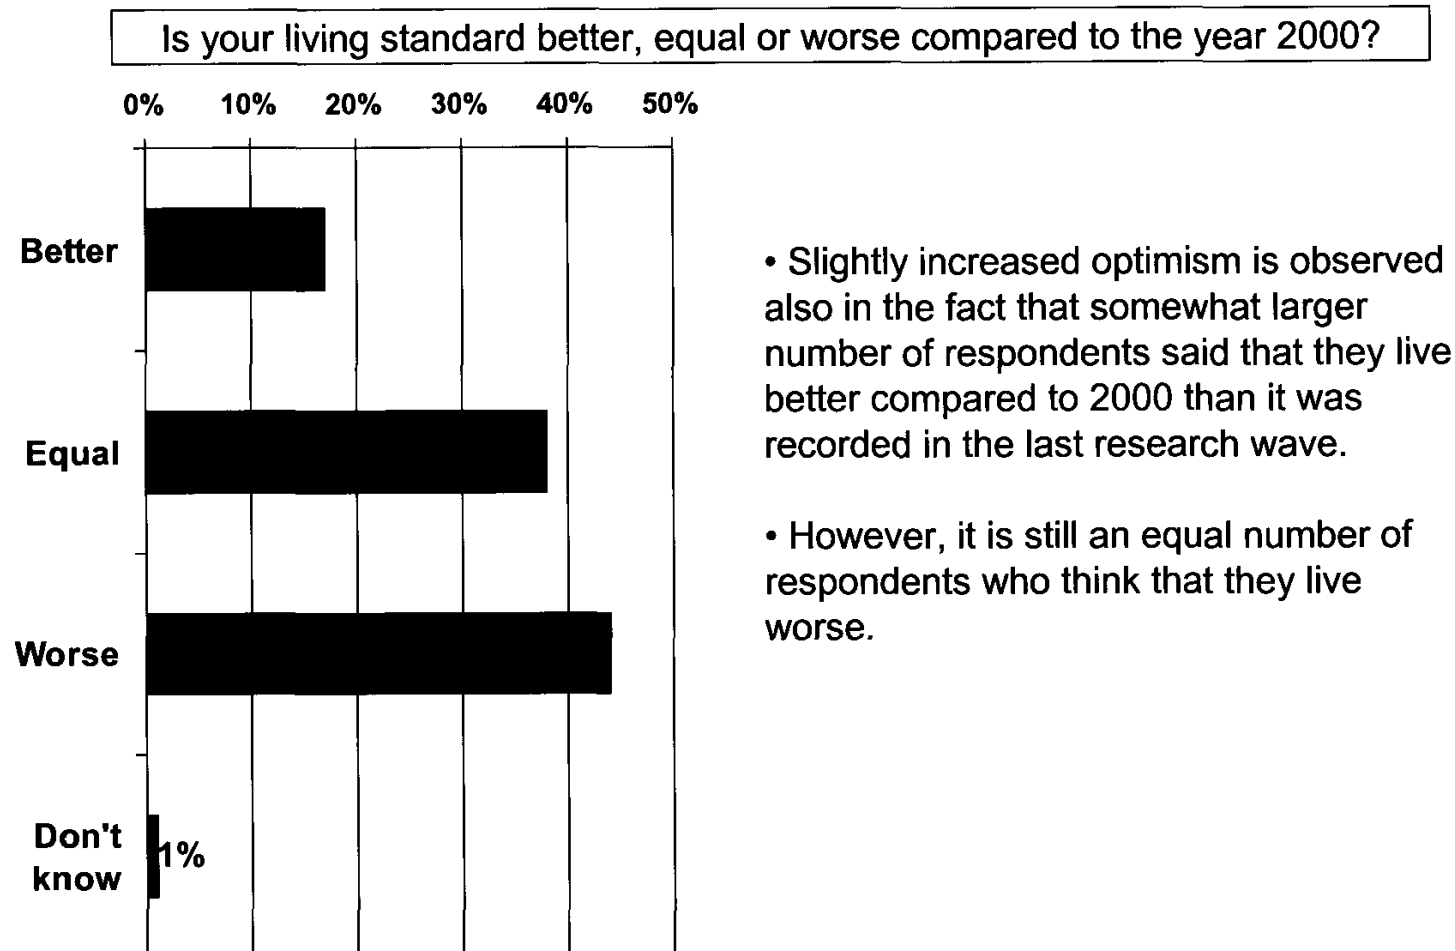 Is your living standard better, equal or worse compared to the year 2000?
0% 10% 20% 30% 40% 50%
Better
Equal
Worse
Don't
know
1%
• Slightly increased optimism is observed
also in the fact that somewhat larger
number of respondents said that they live
better compared to 2000 than it was
recorded in the last research wave.
• However, it is still an equal number of
respondents who think that they live
worse.